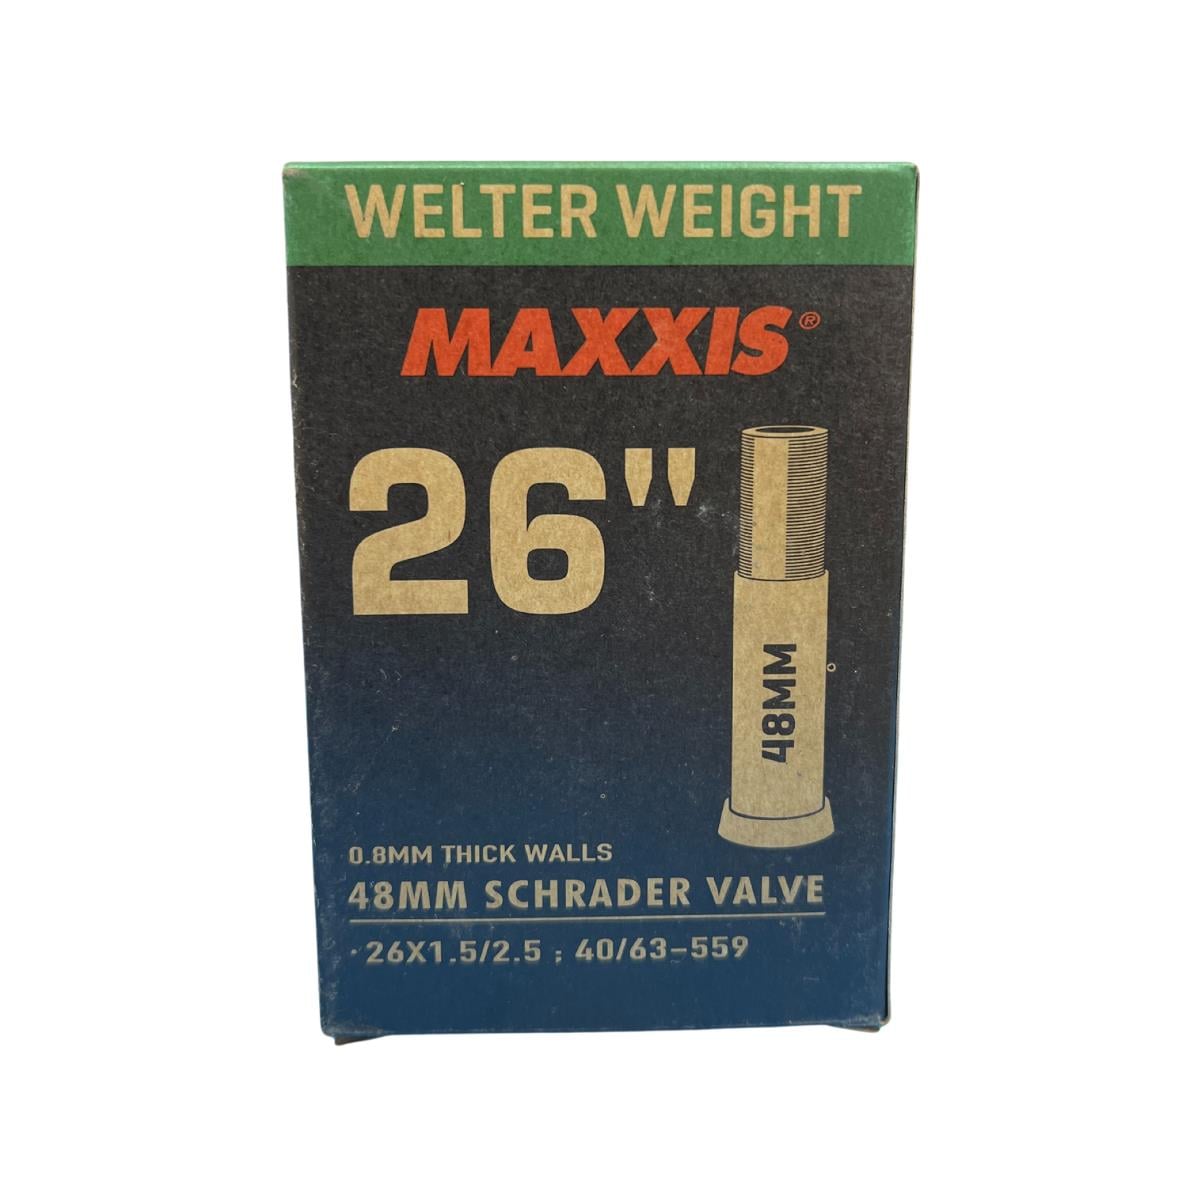 WELTER WEIGHT
MAXXIS®
26"
48MM
0.8MM THICK WALLS
48MM SCHRADER VALVE
· 26X1.5/2.5 ; 40/63-559